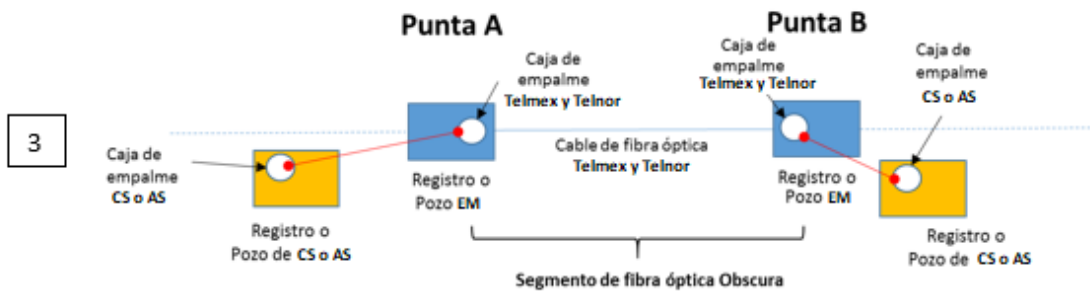 Punta A
Punta B
Caja de
empalme
Telmex y Telnor
Caja de
empalme
Telmex y Telnor
Caja de
empalme
CS o AS
3
Caja de
empalme
CS o AS
Cable de fibra óptica
Telmex y Telnor
Registro o
Pozo EM
Registro o
Pozo EM
Registro o
Pozo de CS o AS
Registro o
Pozo de CS o AS
Segmento de fibra óptica Obscura